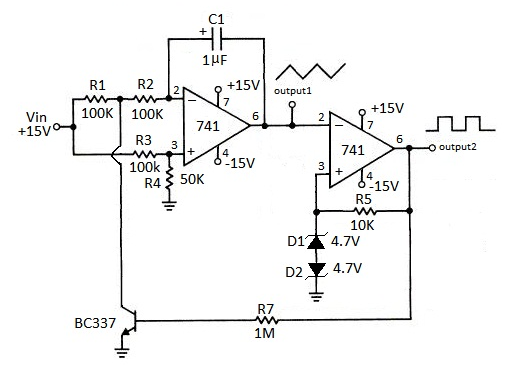 C1
+
1µF
+15V
output1
R1
R2
2
−
7
+15V
100K
100K
6
2
−
7
6
Vin
+15V
741
741
output2
R3
3
+
4
-15V
3
+
4
-15V
100k
R4
50K
R5
10K
D1
4.7V
D2
4.7V
BC337
R7
1M